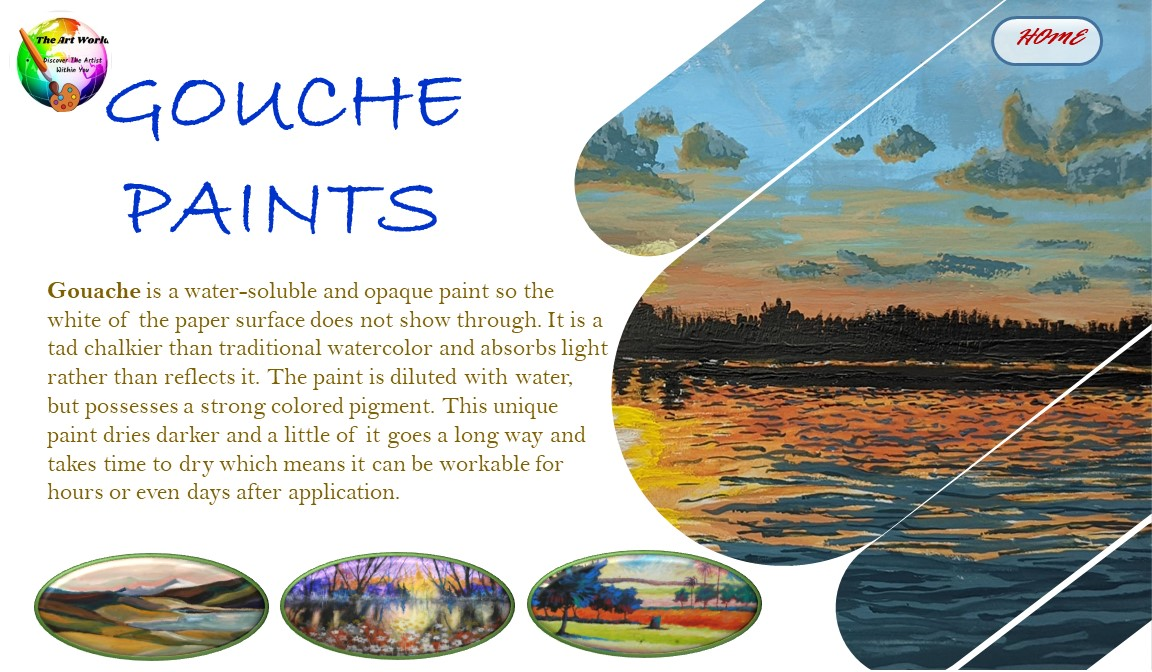 The Art World
Discover The Artist
Within You
HOME
GOUCHE
PAINTS
Gouache is a water-soluble and opaque paint so the
white of the paper surface does not show through. It is a
tad chalkier than traditional watercolor and absorbs light
rather than reflects it. The paint is diluted with water,
but possesses a strong colored pigment. This unique
paint dries darker and a little of it goes a long way and
takes time to dry which means it can be workable for
hours or even days after application.